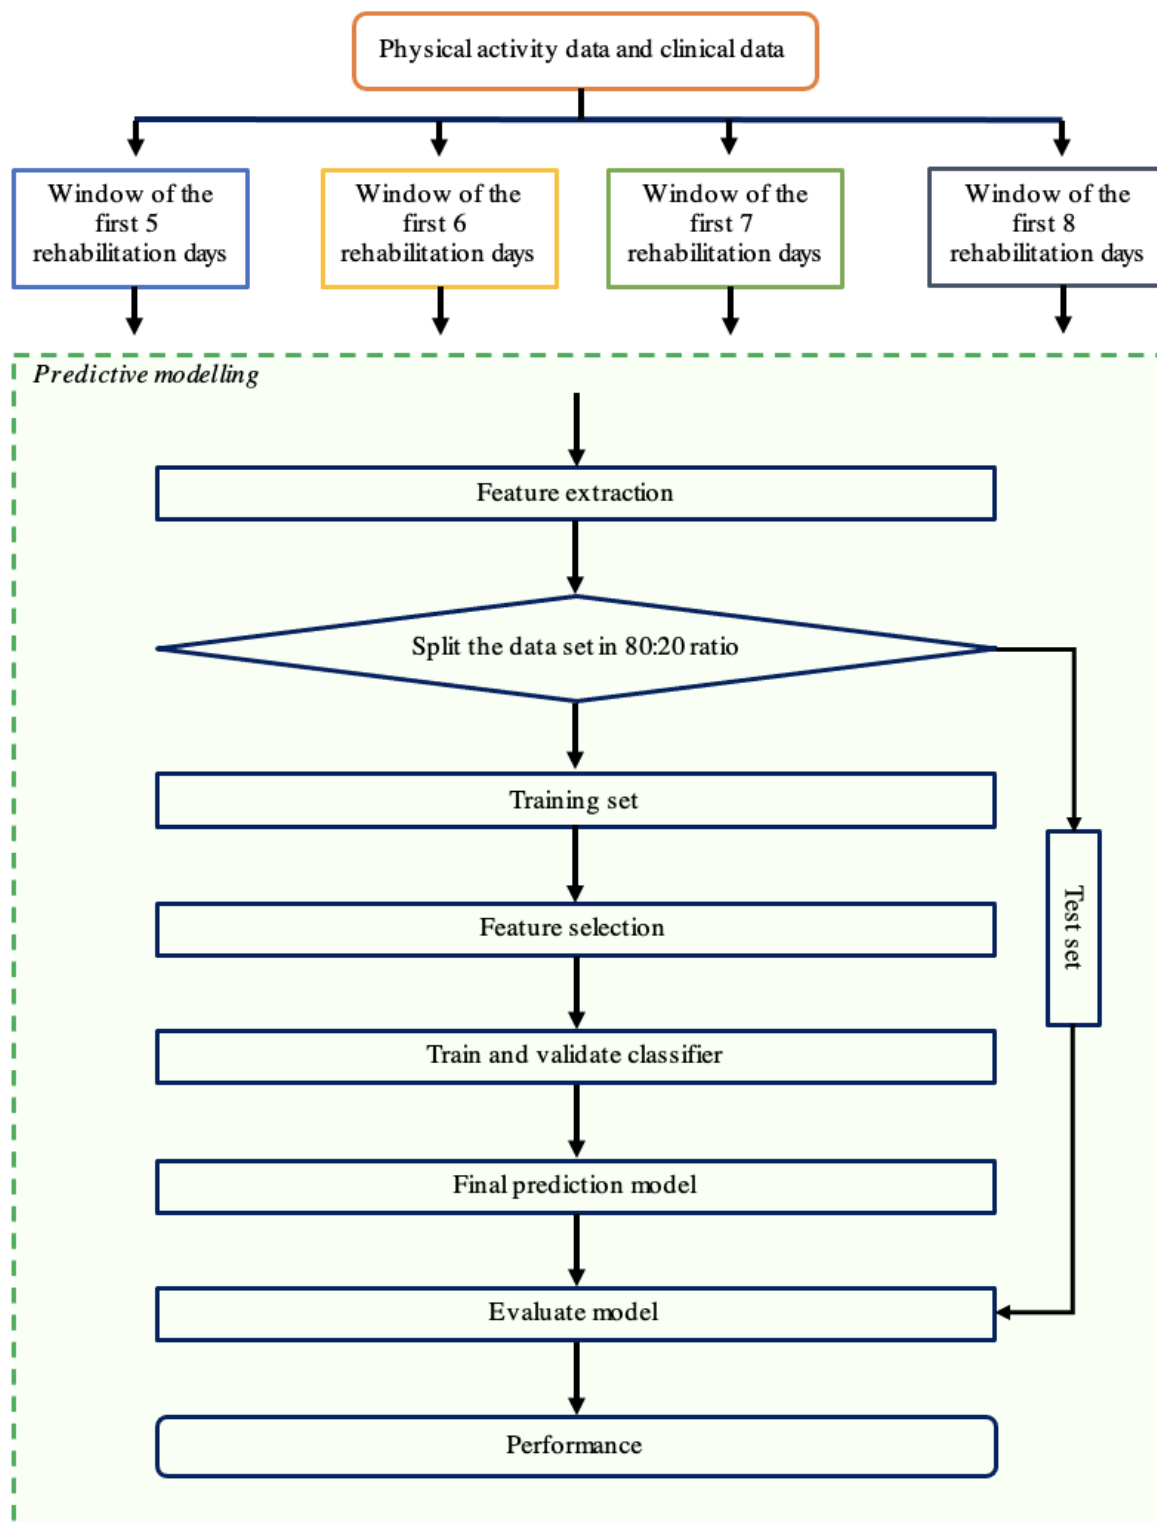 Physical activity data and clinical data
Window of the
first 5
rehabilitation days
Window of the
first 6
rehabilitation days
Window of the
first 7
rehabilitation days
Window of the
first 8
rehabilitation days
Predictive modelling
Feature extraction
Split the data set in 80:20 ratio
Training set
Test set
Feature selection
Train and validate classifier
Final prediction model
Evaluate model
Performance